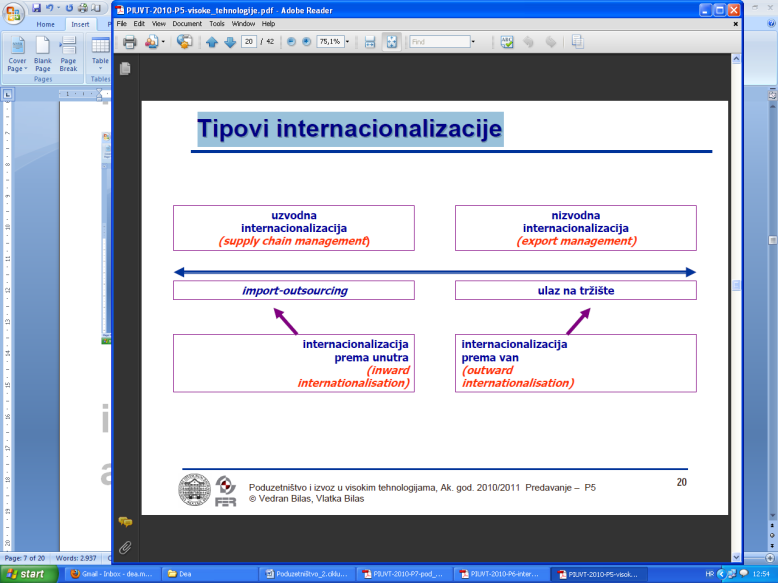 PIUVT-2010-P5-visoke_tehnologije.pdf - Adobe Reader
Home Insert P
File Edit View Document Tools Window Help
20 / 42 75,1% Find
Cover Page Blank Page Page Break Table
Pages Tables
Tipovi internacionalizacije
uzvodna
internacionalizacija
(supply chain management)
nizvodna
internacionalizacija
(export management)
import-outsourcing
ulaz na tržište
internacionalizacija
prema unutra
(inward
internationalisation)
internacionalizacija
prema van
(outward
internationalisation)
Poduzetništvo i izvoz u visokim tehnologijama, Ak. god. 2010/2011 Predavanje – P5
© Vedran Bilas, Vlatka Bilas
FER
20
Page: 7 of 20 Words: 2.937
start Gmail - Inbox - dea.m... Dea Poduzetništvo_2.ciklu... PIUVT-2010-P7-pod_... PIUVT-2010-P6-inter... PIUVT-2010-P5-visok... HR 12:54